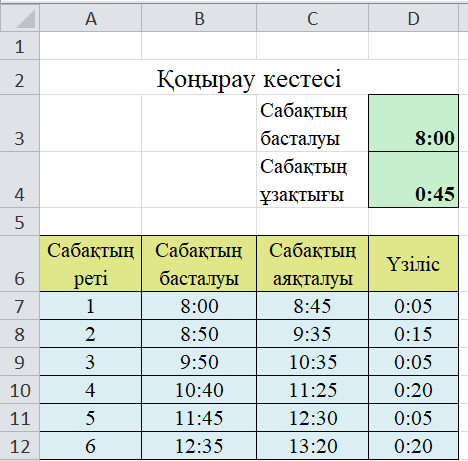 A B C D
1
2 Қоңырау кестесі
3 Сабақтың басталуы 8:00
4 Сабақтың ұзақтығы 0:45
5
6 Сабақтың реті Сабақтың басталуы Сабақтың аяқталуы Үзіліс
7 1 8:00 8:45 0:05
8 2 8:50 9:35 0:15
9 3 9:50 10:35 0:05
10 4 10:40 11:25 0:20
11 5 11:45 12:30 0:05
12 6 12:35 13:20 0:20